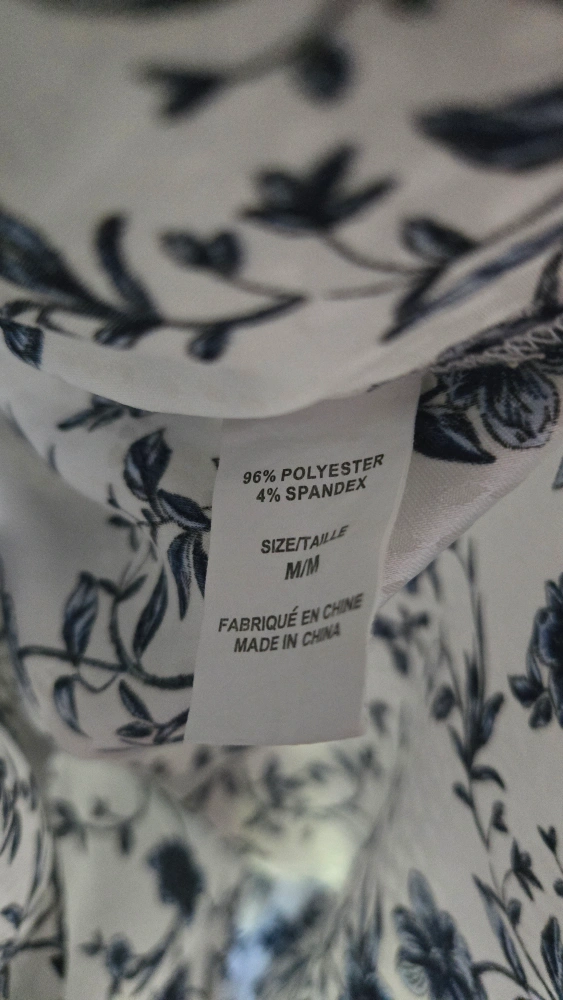 96% POLYESTER
4% SPANDEX
SIZE/TAILLE
M/M
FABRIQUÉ EN CHINE
MADE IN CHINA